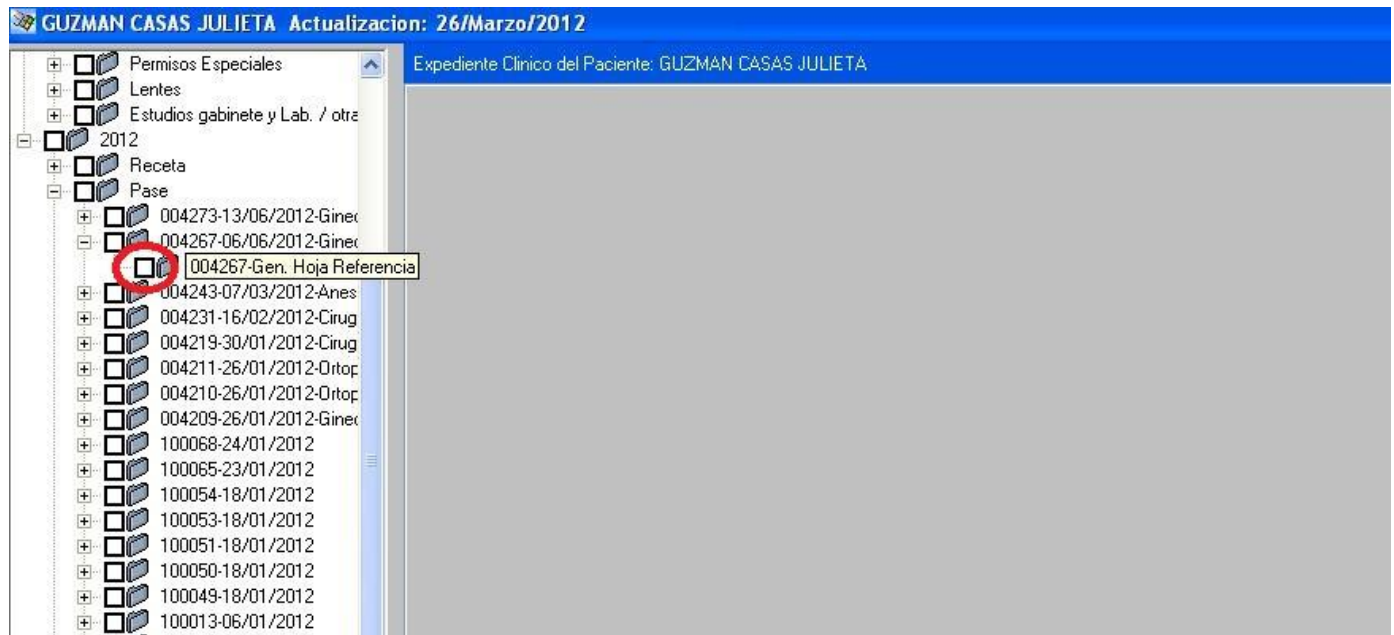 GUZMAN CASAS JULIETA Actualizacion: 26/Marzo/2012
Expediente Clinico del Paciente: GUZMAN CASAS JULIETA
Permisos Especiales
Lentes
Estudios gabinete y Lab. / otra
2012
Receta
Pase
004273-13/06/2012-Ginec
004267-06/06/2012-Ginec
004267-Gen. Hoja Referencia
004243-07/03/2012-Anes
004231-16/02/2012-Cirug
004219-30/01/2012-Cirug
004211-26/01/2012-Ortop
004210-26/01/2012-Ortop
004209-26/01/2012-Ginec
100068-24/01/2012
100065-23/01/2012
100054-18/01/2012
100053-18/01/2012
100051-18/01/2012
100050-18/01/2012
100049-18/01/2012
100013-06/01/2012